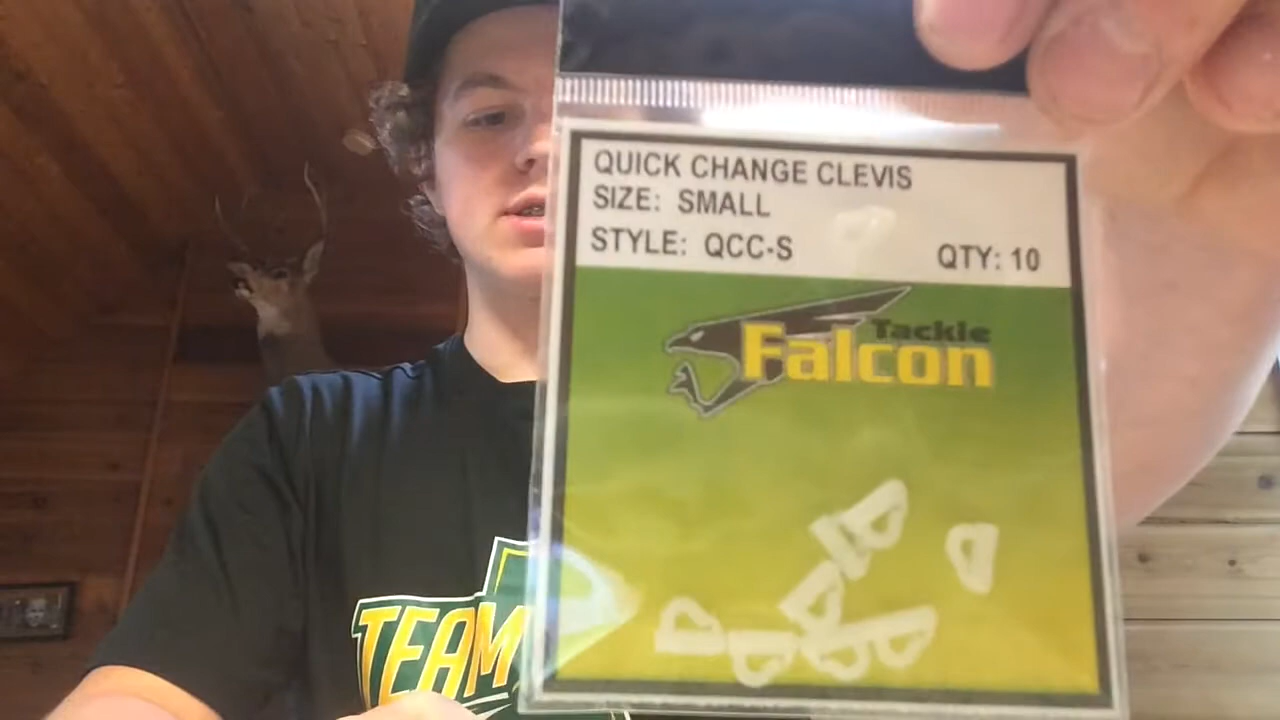 QUICK CHANGE CLEVIS
SIZE: SMALL
STYLE: QCC-S QTY: 10
Tackle
Falcon
TEAM